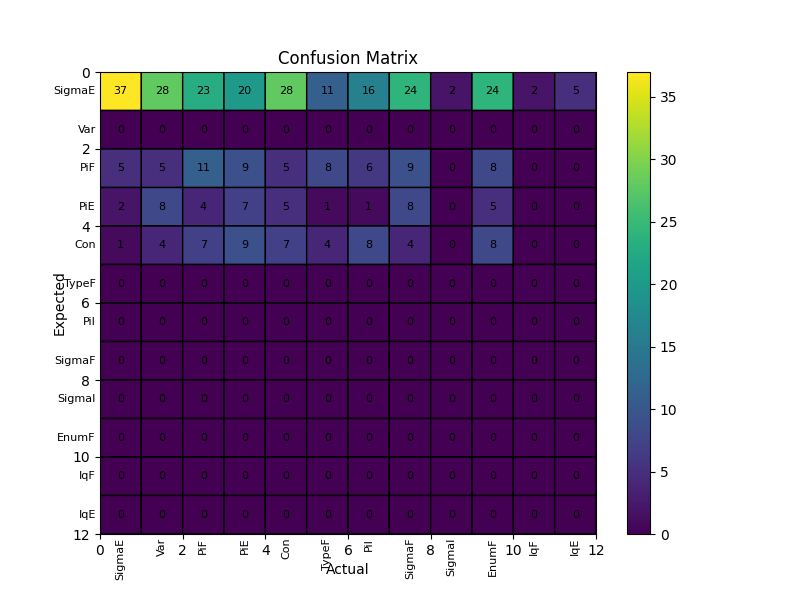 Confusion Matrix
0
SigmaE 37 28 23 20 28 11 16 24 2 24 2 5
35
Var 0 0 0 0 0 0 0 0 0 0 0 0
2
30
PiF 5 5 11 9 5 8 6 9 0 8 0 0
25
PiE 2 8 4 7 5 1 1 8 0 5 0 0
4
Con 1 4 7 9 7 4 8 4 0 8 0 0
20
TypeF 0 0 0 0 0 0 0 0 0 0 0 0
Expected
6
PiI 0 0 0 0 0 0 0 0 0 0 0 0
15
SigmaF 0 0 0 0 0 0 0 0 0 0 0 0
8
10
SigmaI 0 0 0 0 0 0 0 0 0 0 0 0
EnumF 0 0 0 0 0 0 0 0 0 0 0 0
10
5
IqF 0 0 0 0 0 0 0 0 0 0 0 0
IqE 0 0 0 0 0 0 0 0 0 0 0 0
12
0
0 2 4 6 8 10 12
SigmaE Var PiF PiE Con TypeF PiI SigmaF SigmaI EnumF IqF IqE
Actual